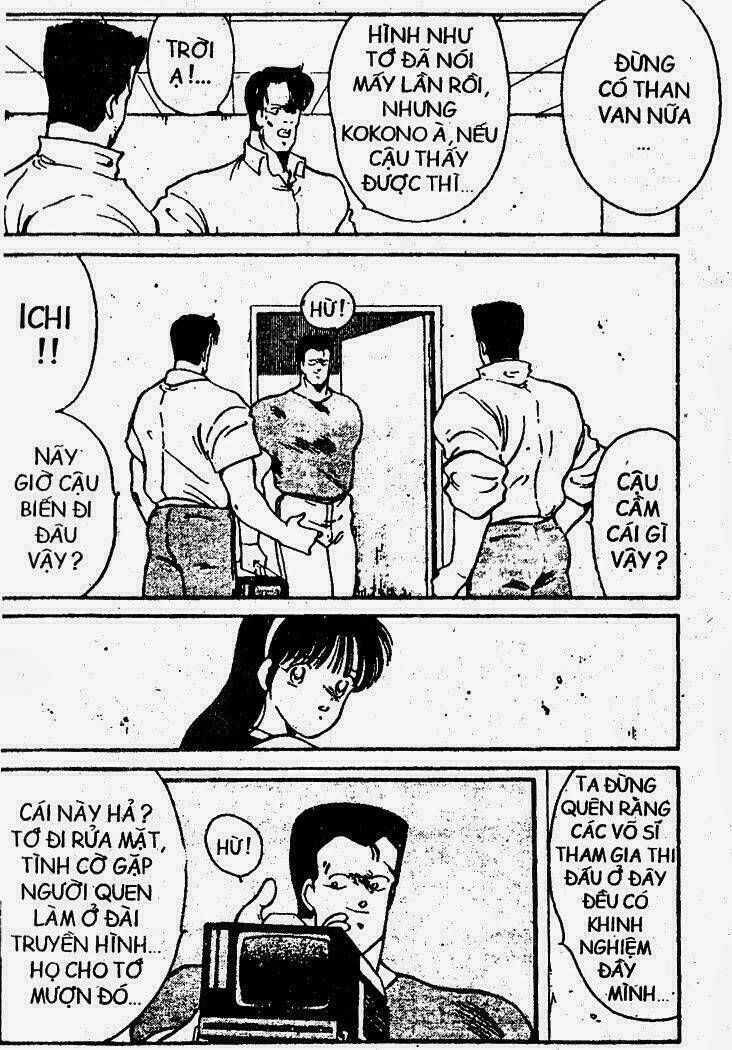 ĐỪNG
CÓ THAN
VAN NỮA
...
HÌNH NHƯ
TỚ ĐÃ NÓI
MẤY LẦN RỒI,
NHƯNG
KOKONO À, NẾU
CẬU THẤY
ĐƯỢC THÌ...
TRỜI
Ạ!...
ICHI
!!
HỪ!
NÃY
GIỜ CẬU
BIẾN ĐI
ĐÂU
VẬY?
CẬU
CẦM
CÁI GÌ
VẬY?
TA ĐỪNG
QUÊN RẰNG
CÁC VÕ SĨ
THAM GIA THI
ĐẤU Ở ĐÂY
ĐỀU CÓ
KHINH
NGHIỆM
ĐẦY
MÌNH...
HỪ!
CÁI NÀY HẢ?
TỚ ĐI RỬA MẶT,
TÌNH CỜ GẶP
NGƯỜI QUEN
LÀM Ở ĐÀI
TRUYỀN HÌNH...
HỌ CHO TỚ
MƯỢN ĐÓ...